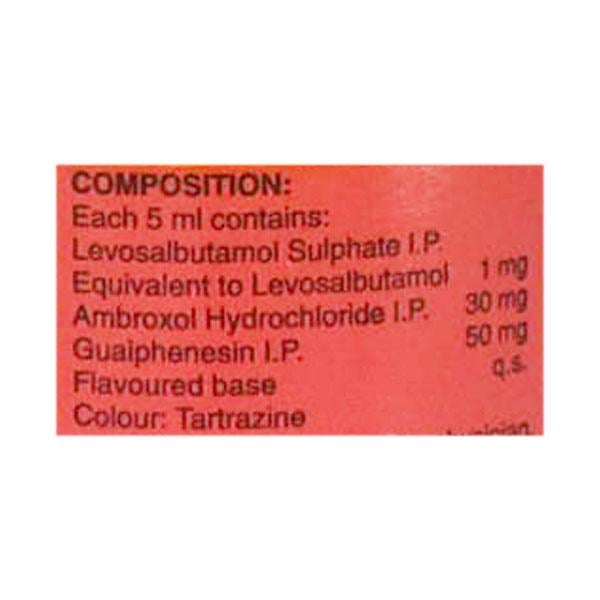 COMPOSITION:
Each 5 ml contains:
Levosalbutamol Sulphate I.P.
Equivalent to Levosalbutamol 1 mg
Ambroxol Hydrochloride I.P. 30 mg
Guaiphenesin I.P. 50 mg
Flavoured base q.s.
Colour: Tartrazine